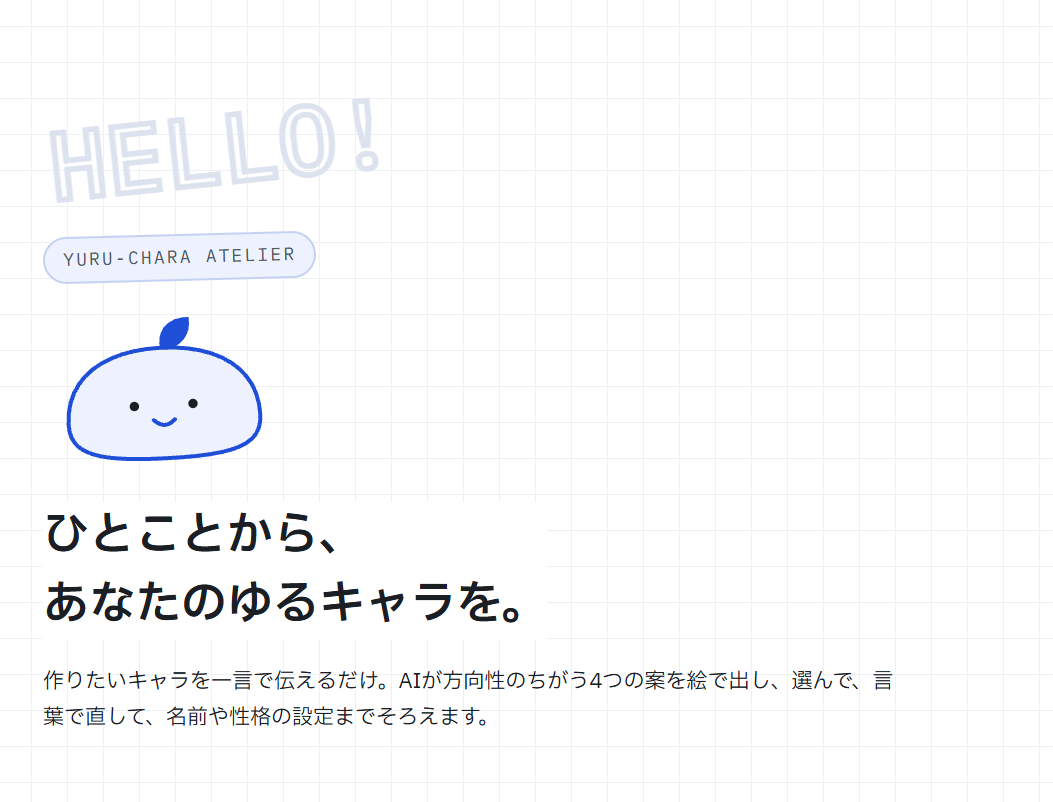 HELLO!
YURU-CHARA ATELIER
ひとことから、
あなたのゆるキャラを。
作りたいキャラを一言で伝えるだけ。AIが方向性のちがう4つの案を絵で出し、選んで、言
葉で直して、名前や性格の設定までそろえます。